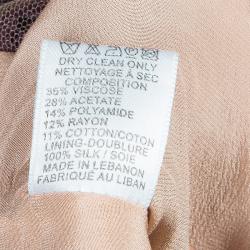 DRY CLEAN ONLY
NETTOYAGE À SEC
COMPOSITION
35% VISCOSE
28% ACETATE
14% POLYAMIDE
12% RAYON
11% COTTON/COTON
LINING-DOUBLURE
100% SILK / SOIE
MADE IN LEBANON
FABRIQUÉ AU LIBAN